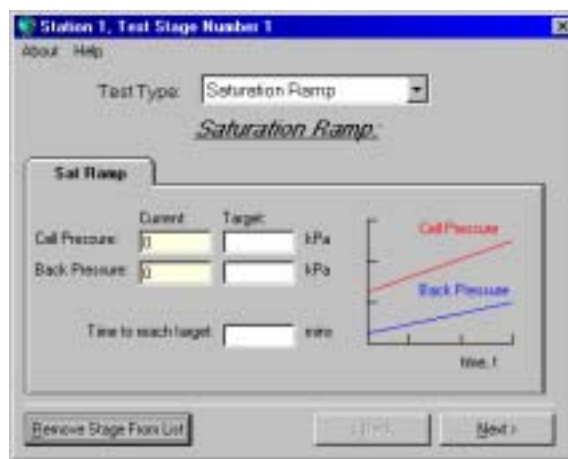 Station 1, Test Stage Number 1
About Help
Test Type: Saturation Ramp
Saturation Ramp:
Sat Ramp
Current: Target:
Cell Pressure: 0 kPa
Back Pressure: 0 kPa
Time to reach target: mins
Cell Pressure
Back Pressure
time, t
Remove Stage From List
Next >